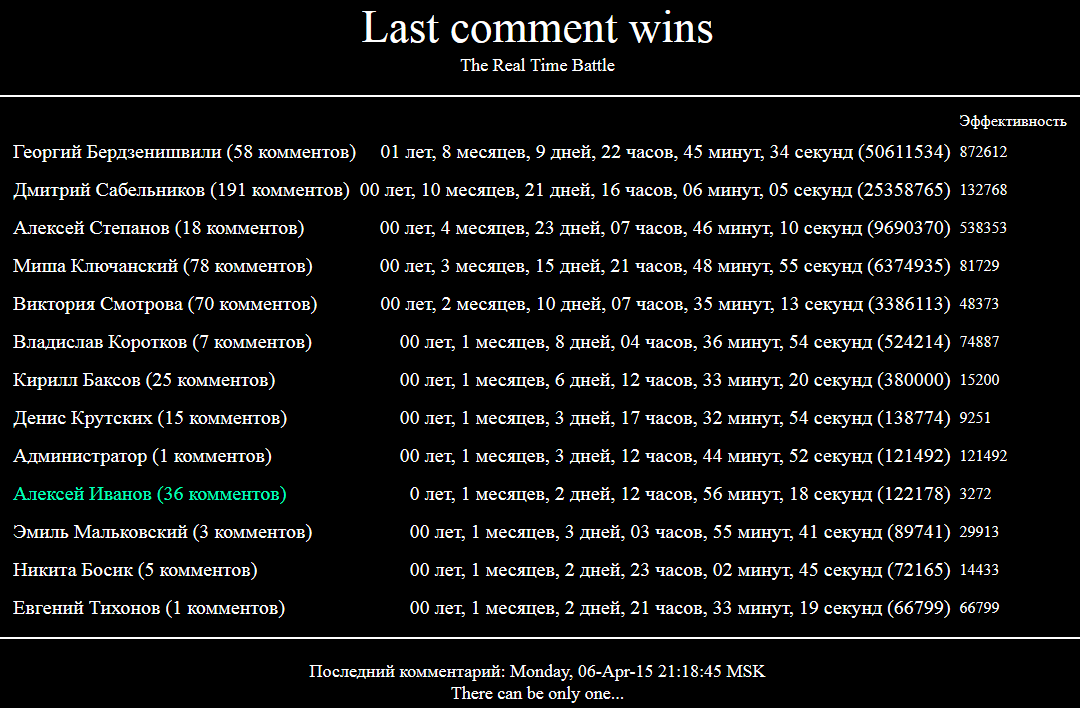 Last comment wins
The Real Time Battle
Эффективность
Георгий Бердзенишвили (58 комментов) 01 лет, 8 месяцев, 9 дней, 22 часов, 45 минут, 34 секунд (50611534) 872612
Дмитрий Сабельников (191 комментов) 00 лет, 10 месяцев, 21 дней, 16 часов, 06 минут, 05 секунд (25358765) 132768
Алексей Степанов (18 комментов) 00 лет, 4 месяцев, 23 дней, 07 часов, 46 минут, 10 секунд (9690370) 538353
Миша Ключанский (78 комментов) 00 лет, 3 месяцев, 15 дней, 21 часов, 48 минут, 55 секунд (6374935) 81729
Виктория Смотрова (70 комментов) 00 лет, 2 месяцев, 10 дней, 07 часов, 35 минут, 13 секунд (3386113) 48373
Владислав Коротков (7 комментов) 00 лет, 1 месяцев, 8 дней, 04 часов, 36 минут, 54 секунд (524214) 74887
Кирилл Баксов (25 комментов) 00 лет, 1 месяцев, 6 дней, 12 часов, 33 минут, 20 секунд (380000) 15200
Денис Крутских (15 комментов) 00 лет, 1 месяцев, 3 дней, 17 часов, 32 минут, 54 секунд (138774) 9251
Администратор (1 комментов) 00 лет, 1 месяцев, 3 дней, 12 часов, 44 минут, 52 секунд (121492) 121492
Алексей Иванов (36 комментов) 0 лет, 1 месяцев, 2 дней, 12 часов, 56 минут, 18 секунд (122178) 3272
Эмиль Мальковский (3 комментов) 00 лет, 1 месяцев, 3 дней, 03 часов, 55 минут, 41 секунд (89741) 29913
Никита Босик (5 комментов) 00 лет, 1 месяцев, 2 дней, 23 часов, 02 минут, 45 секунд (72165) 14433
Евгений Тихонов (1 комментов) 00 лет, 1 месяцев, 2 дней, 21 часов, 33 минут, 19 секунд (66799) 66799
Последний комментарий: Monday, 06-Apr-15 21:18:45 MSK
There can be only one...